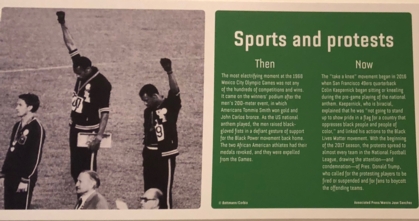 Sports and protests
Then
The most electrifying moment at the 1968
Mexico City Olympic Games was not any
of the hundreds of competitions and wins.
It came on the winners' podium after the
men's 200-meter event, in which
Americans Tommie Smith won gold and
John Carlos bronze. As the US national
anthem played, the men raised black-
gloved fists in a defiant gesture of support
for the Black Power movement back home.
The two African American athletes had their
medals revoked, and they were expelled
from the Games.
Now
The "take a knee" movement began in 2016
when San Francisco 49ers quarterback
Colin Kaepernick began sitting or kneeling
during the pre-game playing of the national
anthem. Kaepernick, who is biracial,
explained that he was "not going to stand
up to show pride in a flag for a country that
oppresses black people and people of
color," and linked his actions to the Black
Lives Matter movement. With the beginning
of the 2017 season, the protests spread to
almost every team in the National Football
League, drawing the attention—and
condemnation—of Pres. Donald Trump,
who called for the protesting players to be
fired or suspended and for fans to boycott
the offending teams.